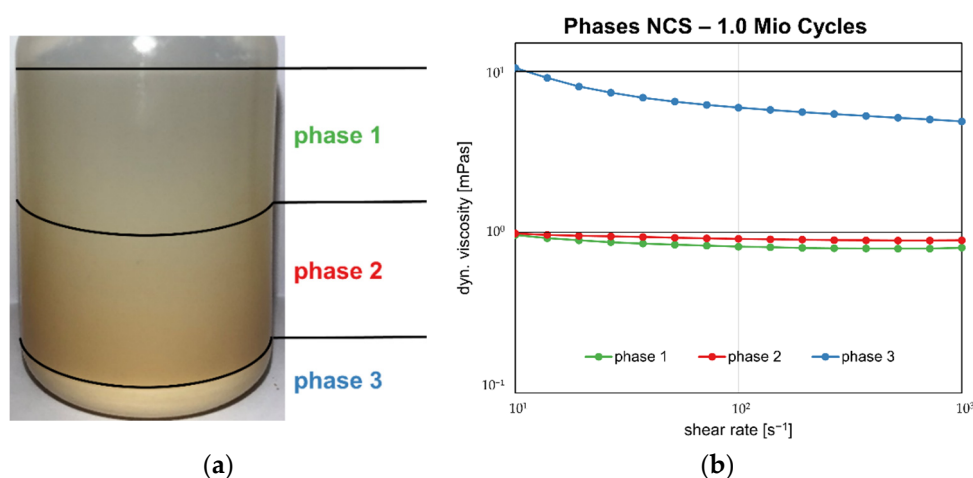 phase 1
phase 2
phase 3
(a)
Phases NCS – 1.0 Mio Cycles
dyn. viscosity [mPas]
10¹
10⁰
10⁻¹
phase 1 phase 2 phase 3
10¹ 10² 10³
shear rate [s⁻¹]
(b)